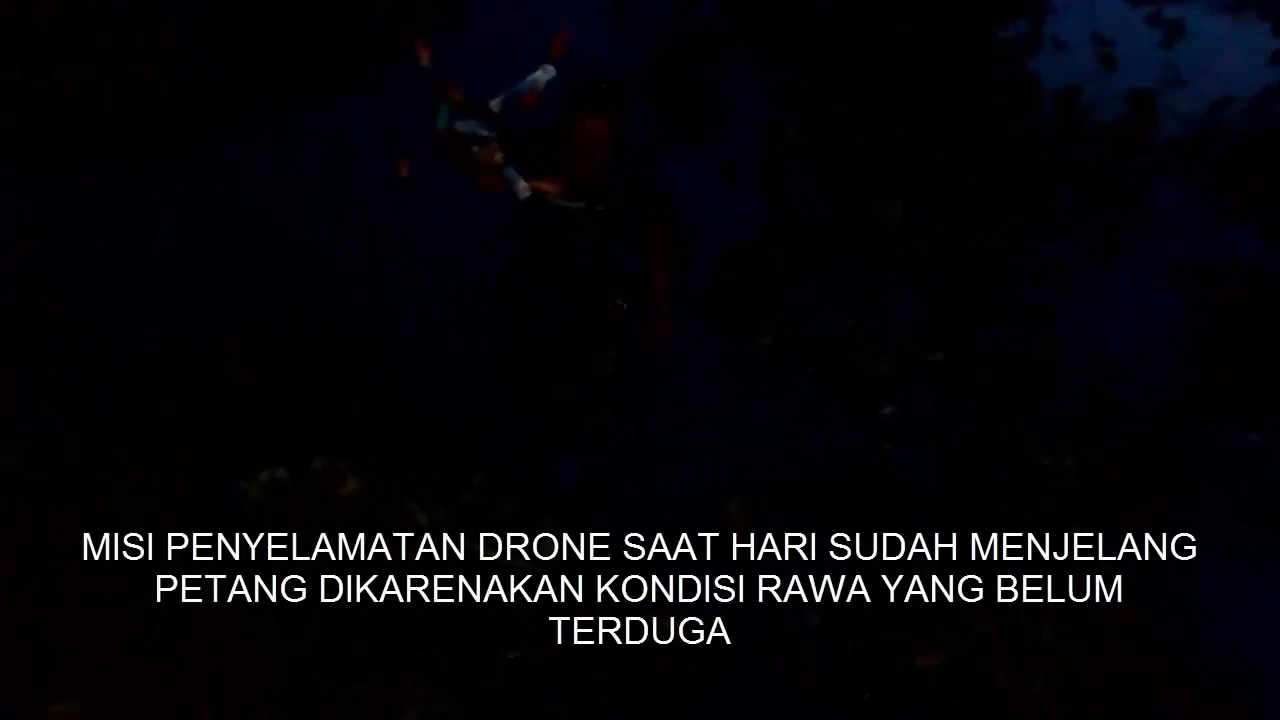 MISI PENYELAMATAN DRONE SAAT HARI SUDAH MENJELANG
PETANG DIKARENAKAN KONDISI RAWA YANG BELUM
TERDUGA